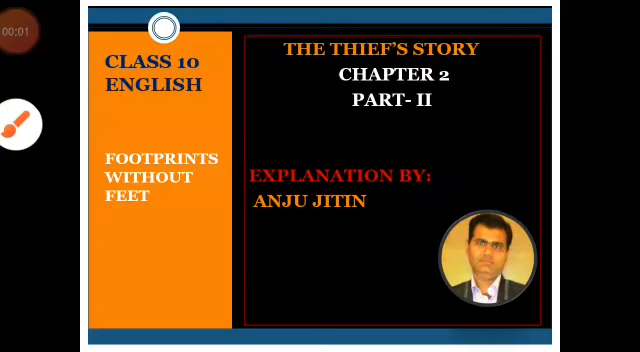 00:01
CLASS 10
ENGLISH
FOOTPRINTS
WITHOUT
FEET
THE THIEF'S STORY
CHAPTER 2
PART- II
EXPLANATION BY:
ANJU JITIN